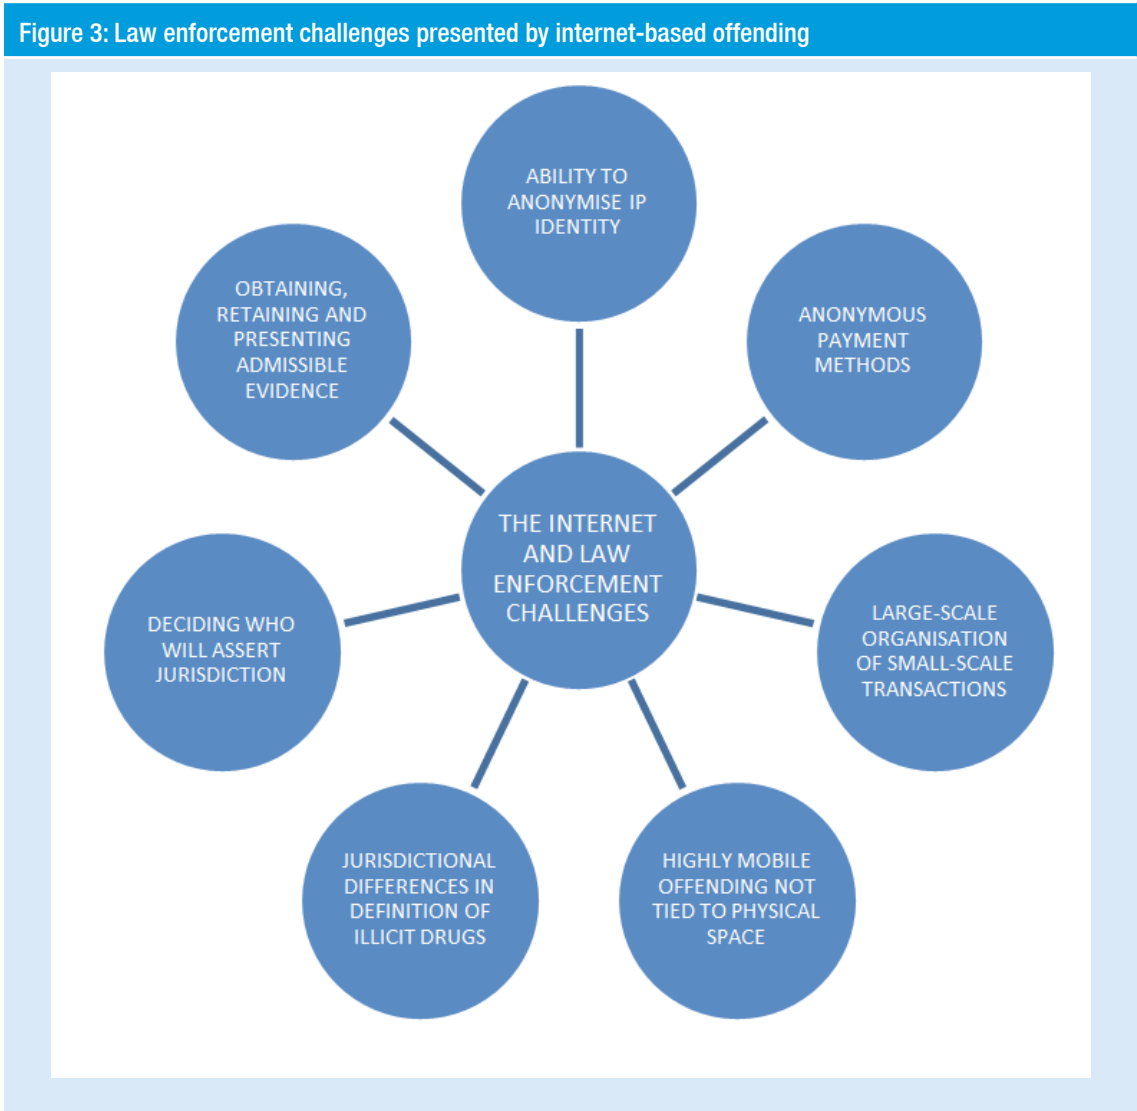 Figure 3: Law enforcement challenges presented by internet-based offending
ABILITY TO
ANONYMISE IP
IDENTITY
ANONYMOUS
PAYMENT
METHODS
LARGE-SCALE
ORGANISATION
OF SMALL-SCALE
TRANSACTIONS
HIGHLY MOBILE
OFFENDING NOT
TIED TO PHYSICAL
SPACE
JURISDICTIONAL
DIFFERENCES IN
DEFINITION OF
ILLICIT DRUGS
DECIDING WHO
WILL ASSERT
JURISDICTION
OBTAINING,
RETAINING AND
PRESENTING
ADMISSIBLE
EVIDENCE
THE INTERNET
AND LAW
ENFORCEMENT
CHALLENGES